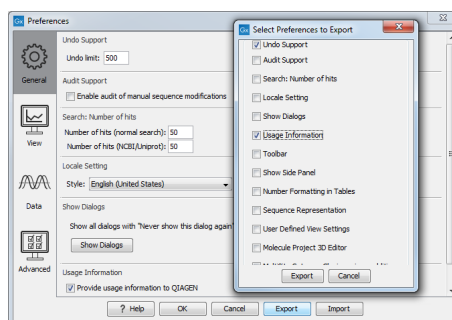 Gx Preferences
General
View
Data
Advanced
Undo Support
Undo limit: 500
Audit Support
Enable audit of manual sequence modifications
Search: Number of hits
Number of hits (normal search): 50
Number of hits (NCBI/Uniprot): 50
Locale Setting
Style: English (United States)
Show Dialogs
Show all dialogs with "Never show this dialog again"
Show Dialogs
Usage Information
Provide usage information to QIAGEN
? Help
OK
Cancel
Export
Import
Gx Select Preferences to Export
Undo Support
Audit Support
Search: Number of hits
Locale Setting
Show Dialogs
Usage Information
Toolbar
Show Side Panel
Number Formatting in Tables
Sequence Representation
User Defined View Settings
Molecule Project 3D Editor
Export
Cancel